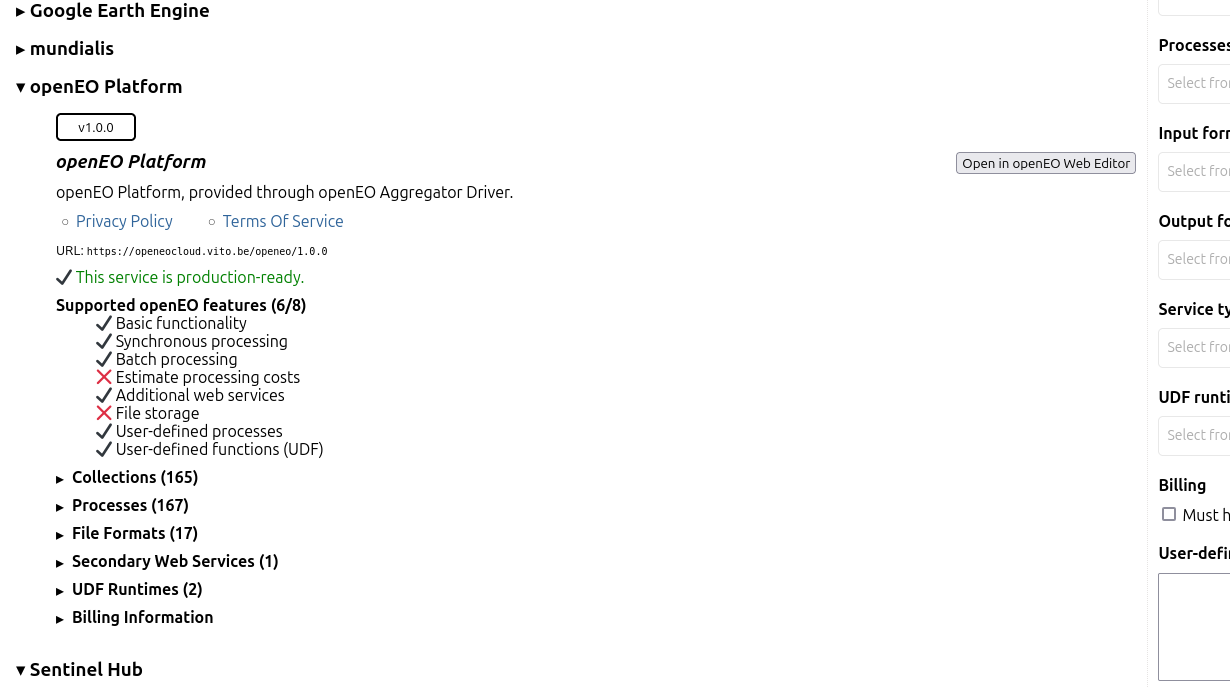 Google Earth Engine
mundialis
openEO Platform
v1.0.0
openEO Platform
Open in openEO Web Editor
openEO Platform, provided through openEO Aggregator Driver.
Privacy Policy
Terms Of Service
URL: https://openeocloud.vito.be/openeo/1.0.0
This service is production-ready.
Supported openEO features (6/8)
Basic functionality
Synchronous processing
Batch processing
Estimate processing costs
Additional web services
File storage
User-defined processes
User-defined functions (UDF)
Collections (165)
Processes (167)
File Formats (17)
Secondary Web Services (1)
UDF Runtimes (2)
Billing Information
Sentinel Hub
Processes
Select fro
Input for
Select fro
Output fo
Select fro
Service ty
Select fro
UDF runti
Select fro
Billing
Must h
User-defi